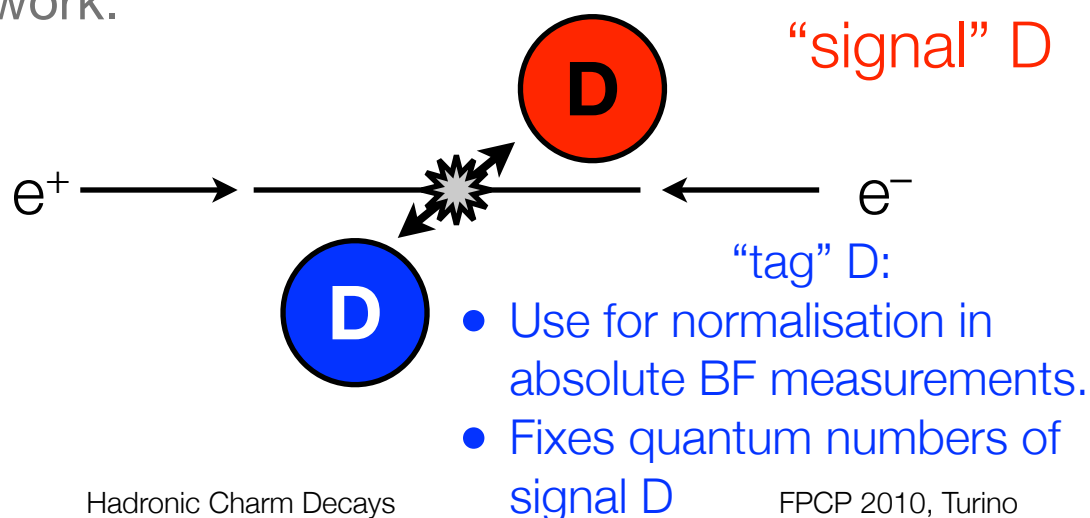 work.
“signal” D
D
e⁺
e⁻
D
“tag” D:
● Use for normalisation in
absolute BF measurements.
● Fixes quantum numbers of
signal D
Hadronic Charm Decays
FPCP 2010, Turino